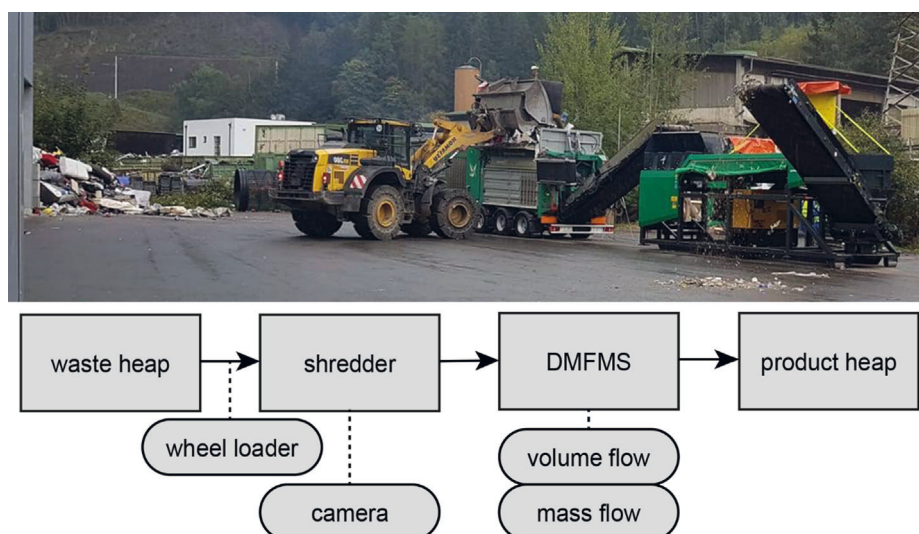 waste heap
shredder
DMFMS
product heap
wheel loader
volume flow
camera
mass flow